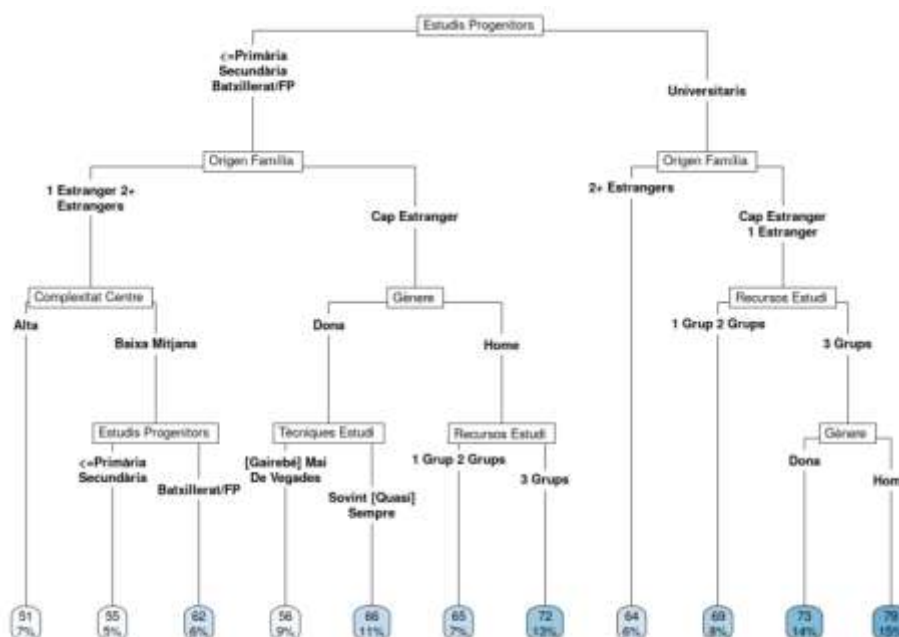 Estudis Progenitors
<=Primària
Secundària
Batxillerat/FP
Universitaris
Origen Família
Origen Família
1 Estranger 2+
Estrangers
2+ Estrangers
Cap Estranger
Cap Estranger
1 Estranger
Complexitat Centre
Gènere
Recursos Estudi
Alta
Dona
1 Grup 2 Grups
Baixa Mitjana
Home
3 Grups
Estudis Progenitors
Tècniques Estudi
Recursos Estudi
Gènere
<=Primària
Secundària
[Gairebé] Mai
De Vegades
1 Grup 2 Grups
Dona
Batxillerat/FP
3 Grups
Hom
Sovint [Quasi]
Sempre
51
7%
55
5%
62
6%
56
9%
66
11%
65
7%
72
12%
64
6%
69
8%
73
14%
79
15%